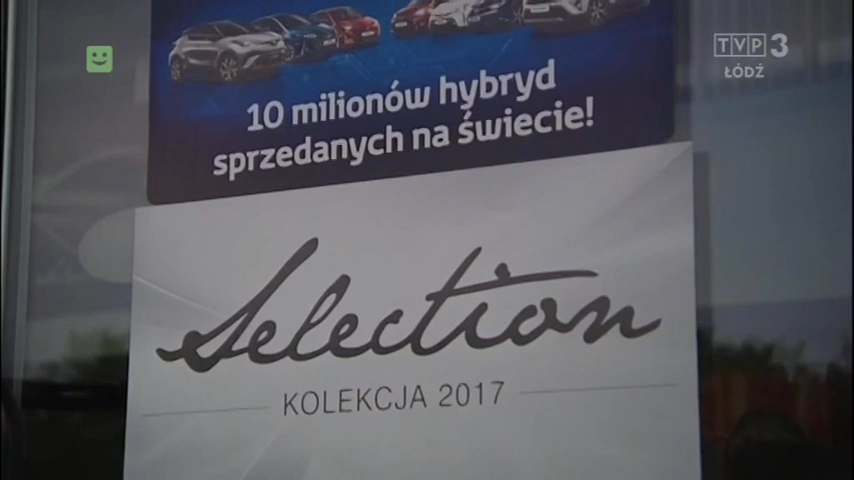 TVP3
ŁÓDŹ
10 milionów hybryd
sprzedanych na świecie!
Selection
KOLEKCJA 2017